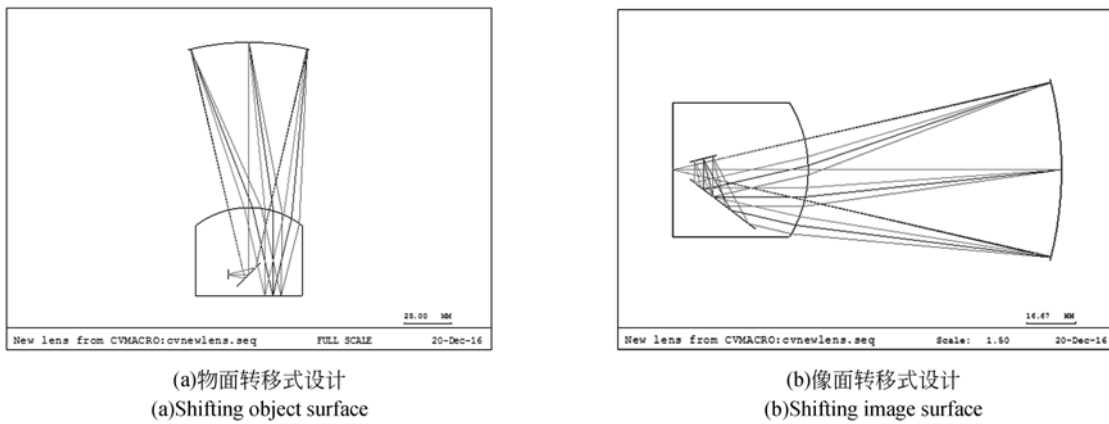 25.00 MM
New lens from CVMACRO:cvnewlens.seq FULL SCALE 20-Dec-16
(a)物面转移式设计
(a)Shifting object surface
16.67 MM
New lens from CVMACRO:cvnewlens.seq Scale: 1.50 20-Dec-16
(b)像面转移式设计
(b)Shifting image surface